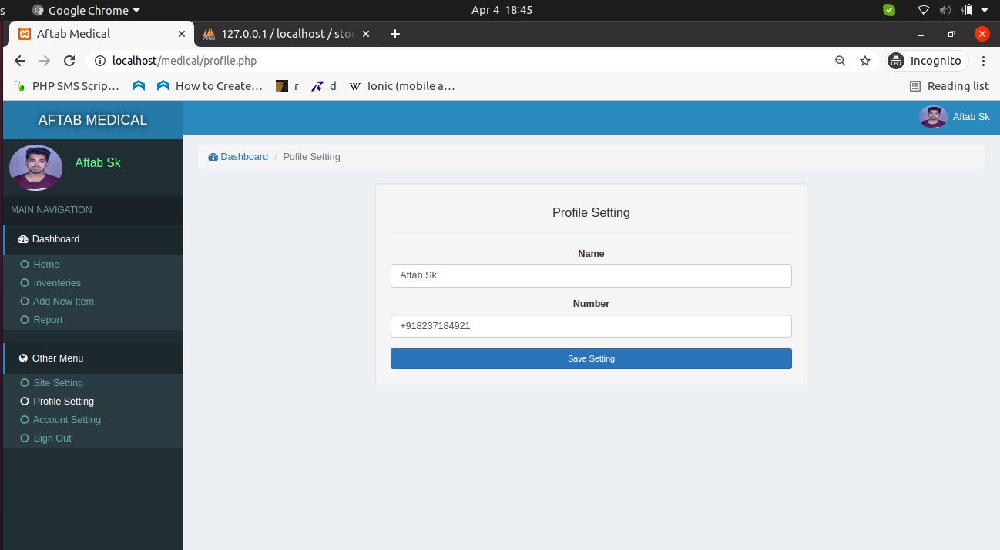 s Google Chrome Apr 4 18:45
Aftab Medical 127.0.0.1 / localhost / stor
localhost/medical/profile.php Incognito
PHP SMS Scrip... How to Create... r d Ionic (mobile a... Reading list
AFTAB MEDICAL Aftab Sk
Aftab Sk
Dashboard / Pofile Setting
MAIN NAVIGATION
Dashboard
Home
Inventeries
Add New Item
Report
Other Menu
Site Setting
Profile Setting
Account Setting
Sign Out
Profile Setting
Name
Aftab Sk
Number
+918237184921
Save Setting